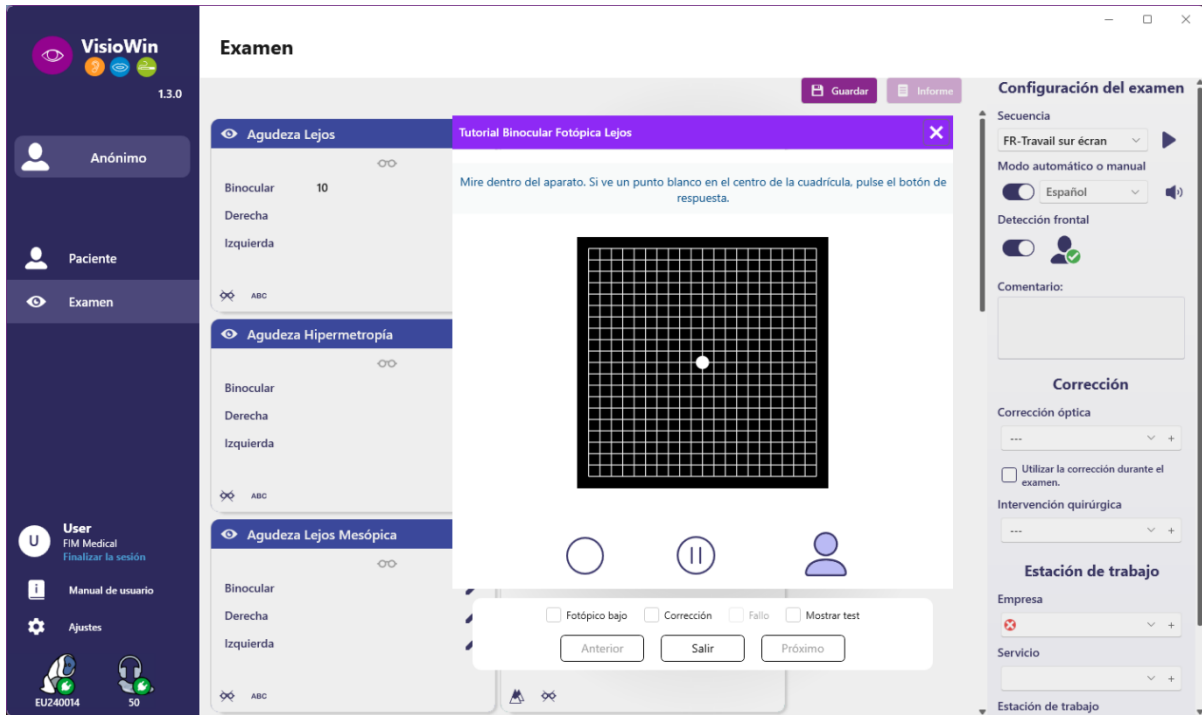 VisioWin
1.3.0
Anónimo
Paciente
Examen
U
User
FIM Medical
Finalizar la sesión
Manual de usuario
Ajustes
EU240014
50
Examen
Guardar
Informe
Agudeza Lejos
Binocular 10
Derecha
Izquierda
ABC
Agudeza Hipermetropía
Binocular
Derecha
Izquierda
ABC
Agudeza Lejos Mesópica
Binocular
Derecha
Izquierda
ABC
Tutorial Binocular Fotópica Lejos
Mire dentro del aparato. Si ve un punto blanco en el centro de la cuadrícula, pulse el botón de
respuesta.
Fotópico bajo Corrección Fallo Mostrar test
Anterior Salir Próximo
Configuración del examen
Secuencia
FR-Travail sur écran
Modo automático o manual
Español
Detección frontal
Comentario:
Corrección
Corrección óptica
---
Utilizar la corrección durante el
examen.
Intervención quirúrgica
---
Estación de trabajo
Empresa
Servicio
Estación de trabajo